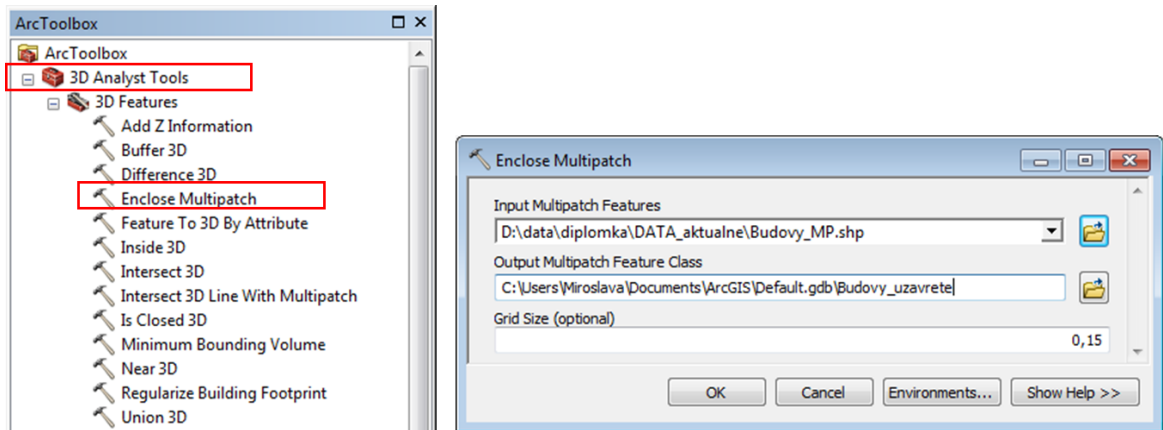 ArcToolbox
ArcToolbox
3D Analyst Tools
3D Features
Add Z Information
Buffer 3D
Difference 3D
Enclose Multipatch
Feature To 3D By Attribute
Inside 3D
Intersect 3D
Intersect 3D Line With Multipatch
Is Closed 3D
Minimum Bounding Volume
Near 3D
Regularize Building Footprint
Union 3D
Enclose Multipatch
Input Multipatch Features
D:\data\diplomka\DATA_aktualne\Budovy_MP.shp
Output Multipatch Feature Class
C:\Users\Miroslava\Documents\ArcGIS\Default.gdb\Budovy_uzavrete
Grid Size (optional)
0,15
OK Cancel Environments... Show Help >>